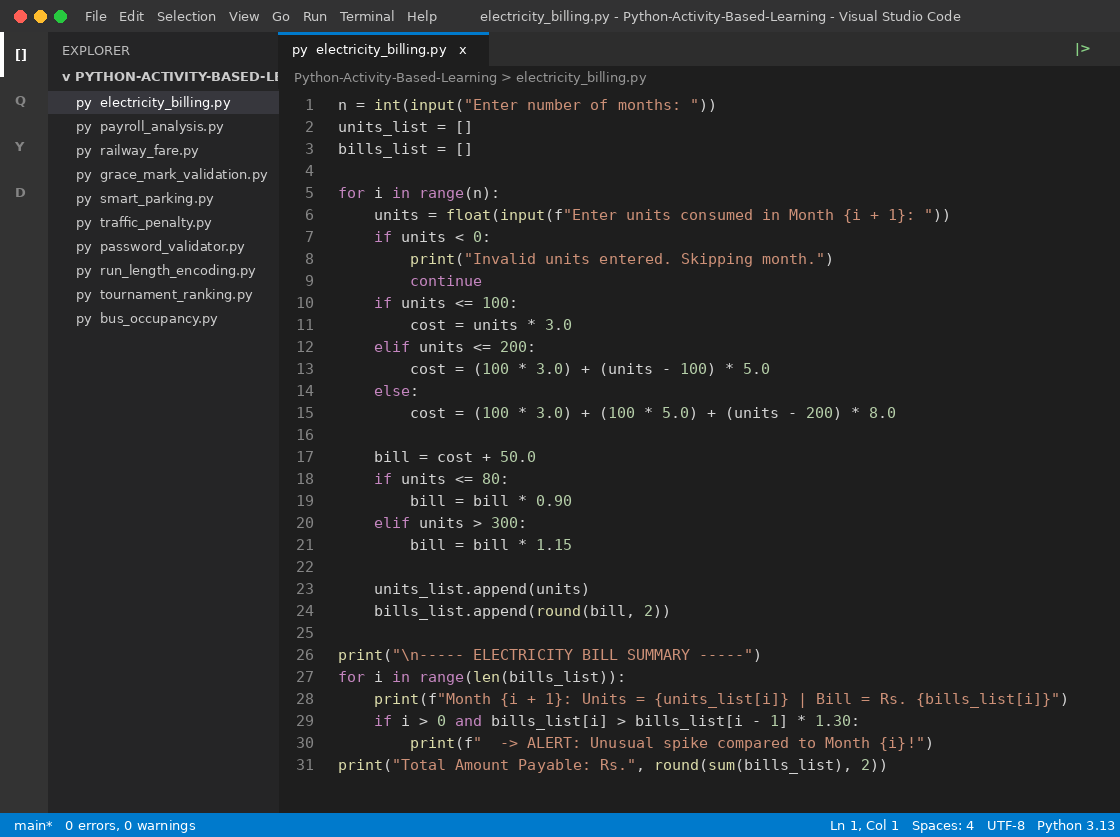 File Edit Selection View Go Run Terminal Help electricity_billing.py - Python-Activity-Based-Learning - Visual Studio Code
[]
Q
Y
D
EXPLORER
v PYTHON-ACTIVITY-BASED-LE
py electricity_billing.py
py payroll_analysis.py
py railway_fare.py
py grace_mark_validation.py
py smart_parking.py
py traffic_penalty.py
py password_validator.py
py run_length_encoding.py
py tournament_ranking.py
py bus_occupancy.py
py electricity_billing.py x |>
Python-Activity-Based-Learning > electricity_billing.py
1 n = int(input("Enter number of months: "))
2 units_list = []
3 bills_list = []
4
5 for i in range(n):
6     units = float(input(f"Enter units consumed in Month {i + 1}: "))
7     if units < 0:
8         print("Invalid units entered. Skipping month.")
9         continue
10     if units <= 100:
11         cost = units * 3.0
12     elif units <= 200:
13         cost = (100 * 3.0) + (units - 100) * 5.0
14     else:
15         cost = (100 * 3.0) + (100 * 5.0) + (units - 200) * 8.0
16
17     bill = cost + 50.0
18     if units <= 80:
19         bill = bill * 0.90
20     elif units > 300:
21         bill = bill * 1.15
22
23     units_list.append(units)
24     bills_list.append(round(bill, 2))
25
26 print("\n----- ELECTRICITY BILL SUMMARY -----")
27 for i in range(len(bills_list)):
28     print(f"Month {i + 1}: Units = {units_list[i]} | Bill = Rs. {bills_list[i]}")
29     if i > 0 and bills_list[i] > bills_list[i - 1] * 1.30:
30         print(f"  -> ALERT: Unusual spike compared to Month {i}!")
31 print("Total Amount Payable: Rs.", round(sum(bills_list), 2))
main* 0 errors, 0 warnings Ln 1, Col 1 Spaces: 4 UTF-8 Python 3.13